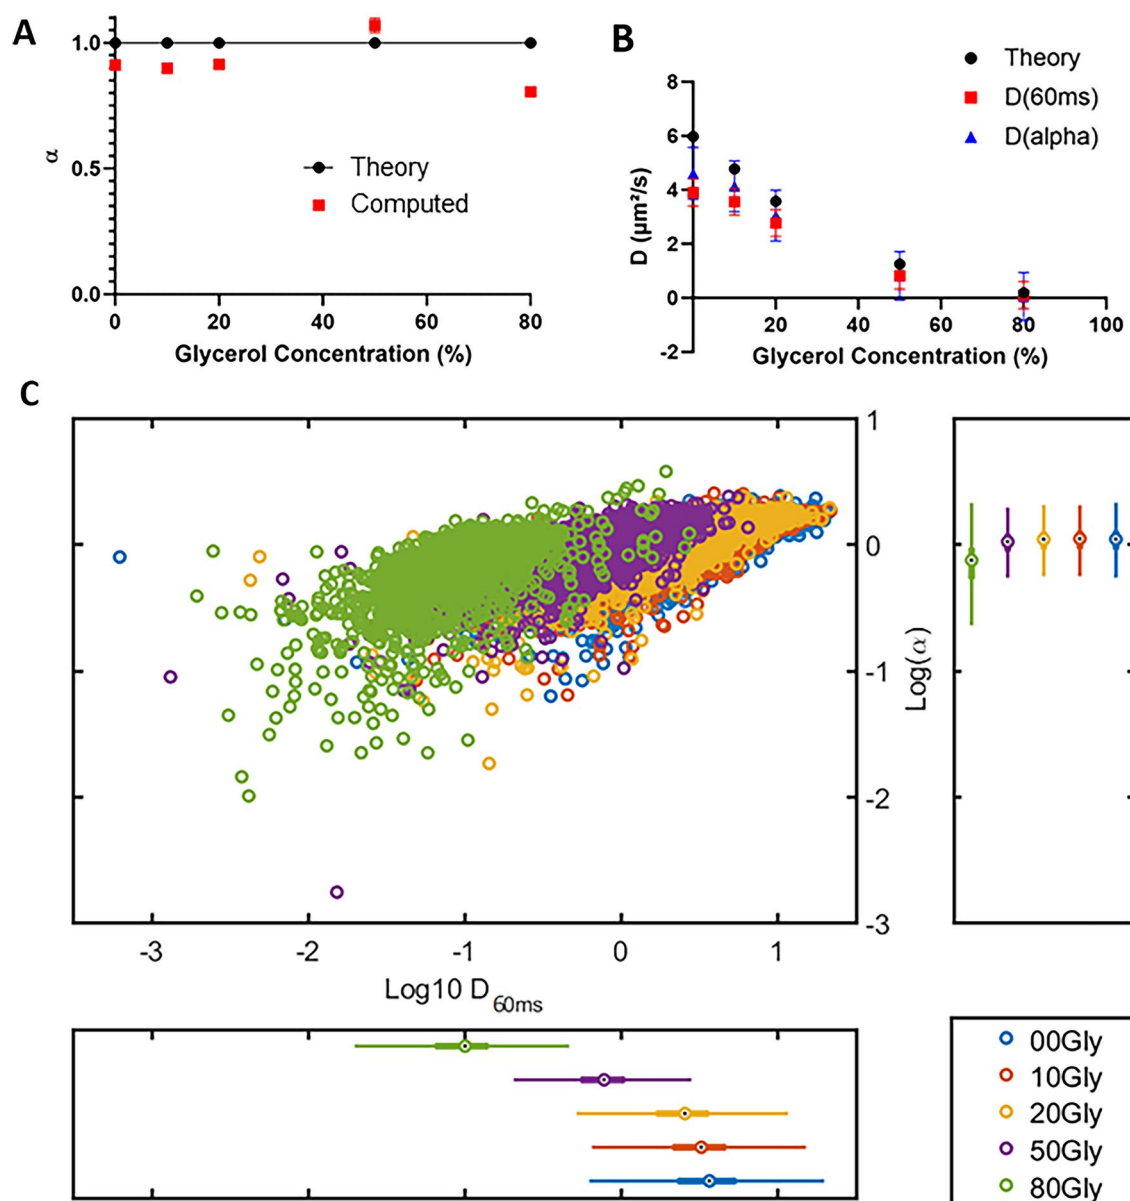 A
1.0
0.5
0.0
α
Theory
Computed
0
20
40
60
80
Glycerol Concentration (%)
B
8
6
4
2
0
-2
D (µm²/s)
Theory
D(60ms)
D(alpha)
20
40
60
80
100
Glycerol Concentration (%)
C
1
0
-1
-2
-3
Log(α)
-3
-2
-1
0
1
Log10 D60ms
00Gly
10Gly
20Gly
50Gly
80Gly